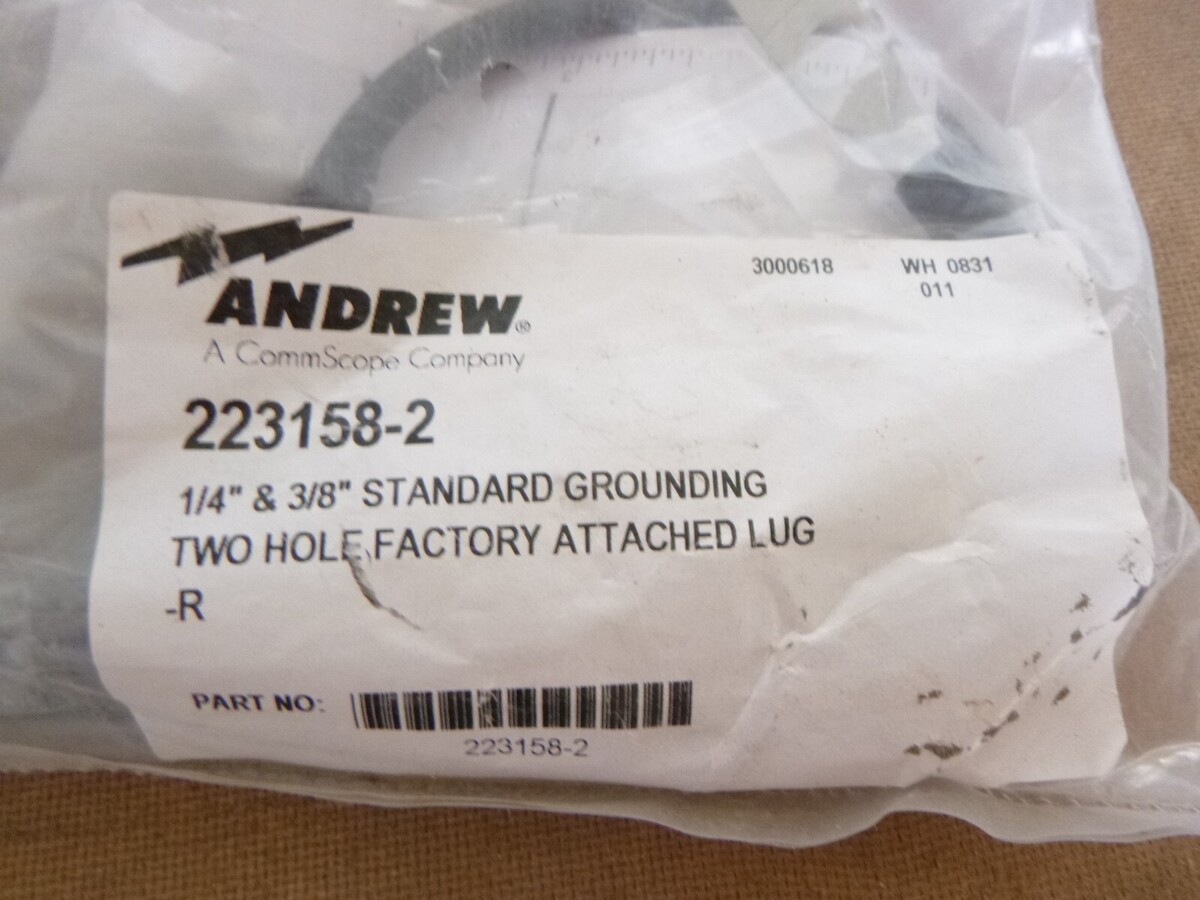 ANDREW®
A CommScope Company
3000618 WH 0831
011
223158-2
1/4" & 3/8" STANDARD GROUNDING
TWO HOLE FACTORY ATTACHED LUG
-R
PART NO:
223158-2